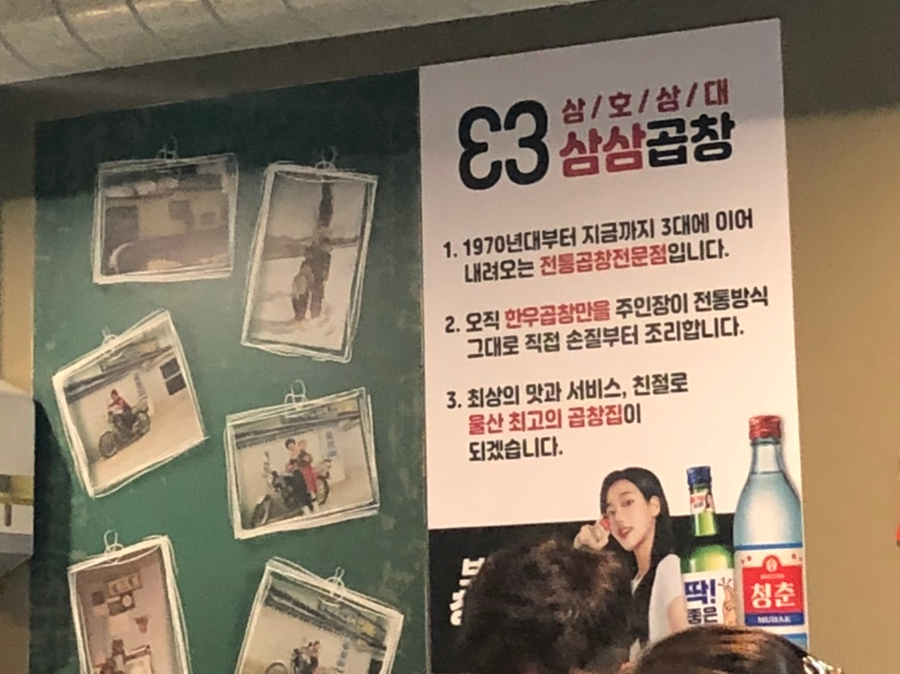 33
삼/호/삼/대
삼삼곱창
1. 1970년대부터 지금까지 3대에 이어
내려오는 전통곱창전문점입니다.
2. 오직 한우곱창만을 주인장이 전통방식
그대로 직접 손질부터 조리합니다.
3. 최상의 맛과 서비스, 친절로
울산 최고의 곱창집이
되겠습니다.
딱!
좋은
청춘
MUHAK